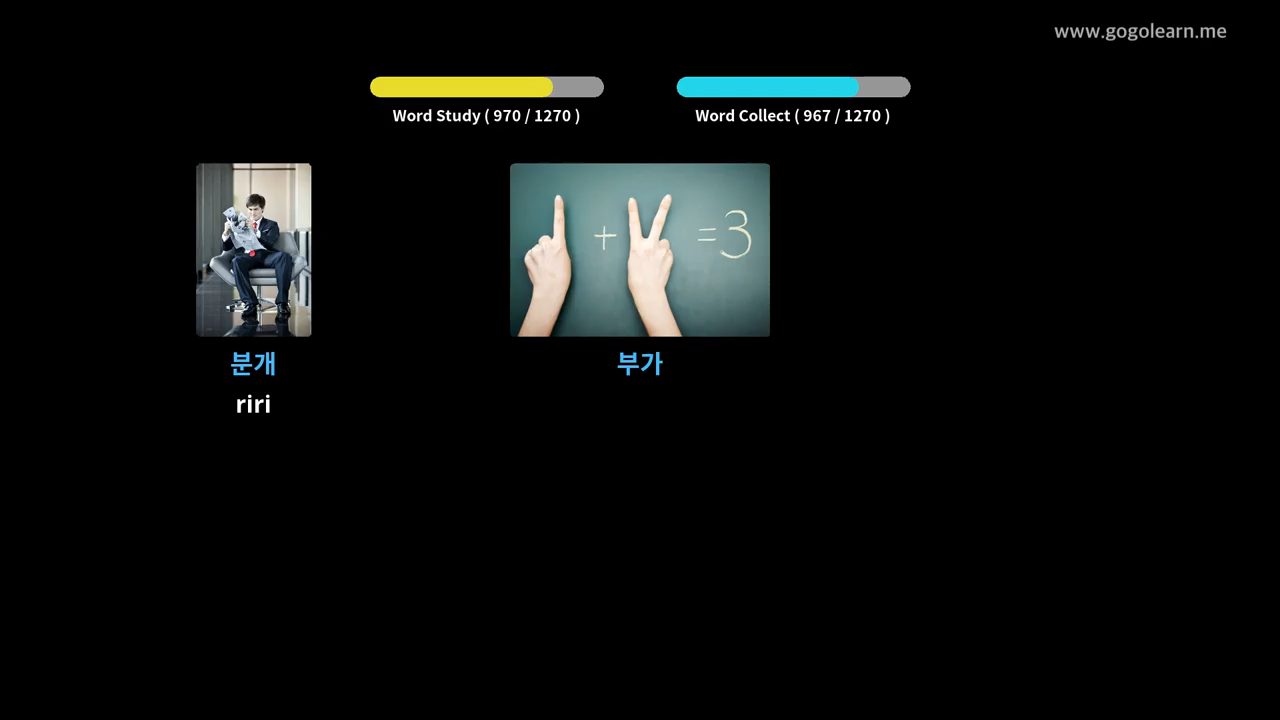 www.gogolearn.me
Word Study ( 970 / 1270 )
Word Collect ( 967 / 1270 )
+ =3
분개
부가
riri